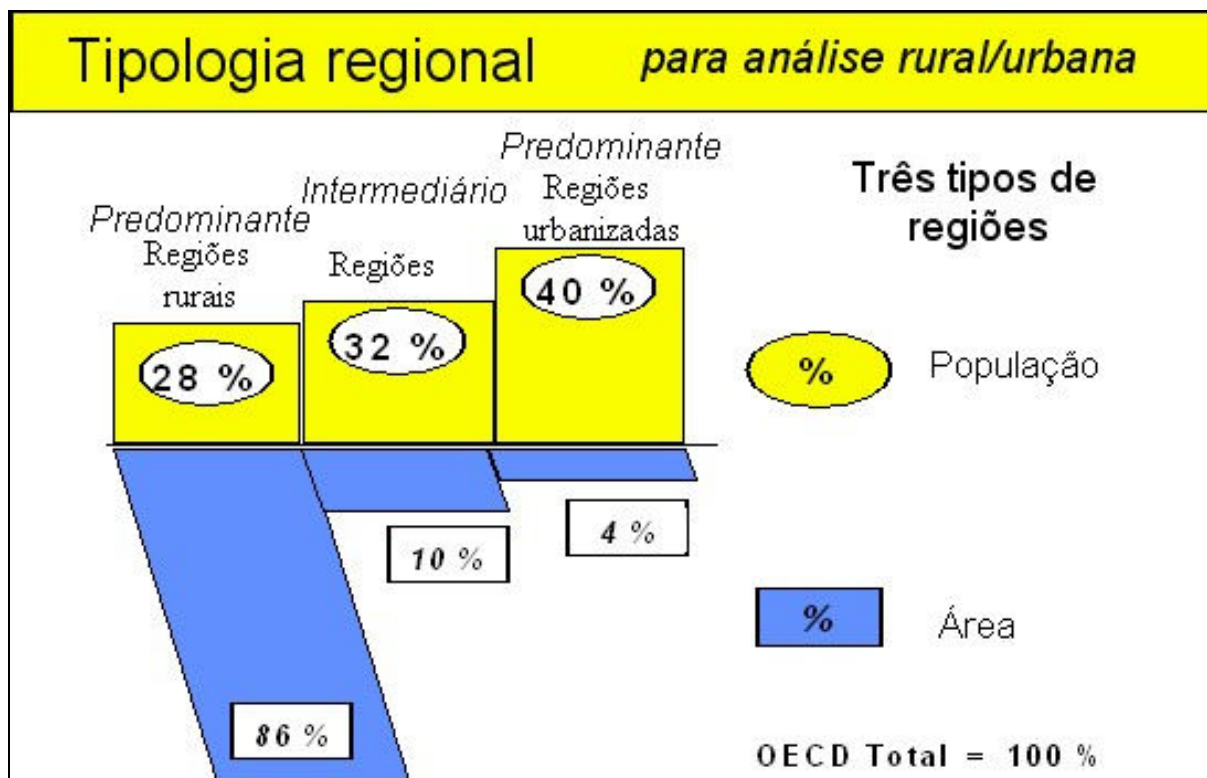 Tipologia regional para análise rural/urbana
Predominante
Regiões
rurais
Intermediário
Regiões
Predominante
Regiões
urbanizadas
Três tipos de
regiões
28 %
32 %
40 %
% População
10 %
4 %
% Área
86 %
OECD Total = 100 %